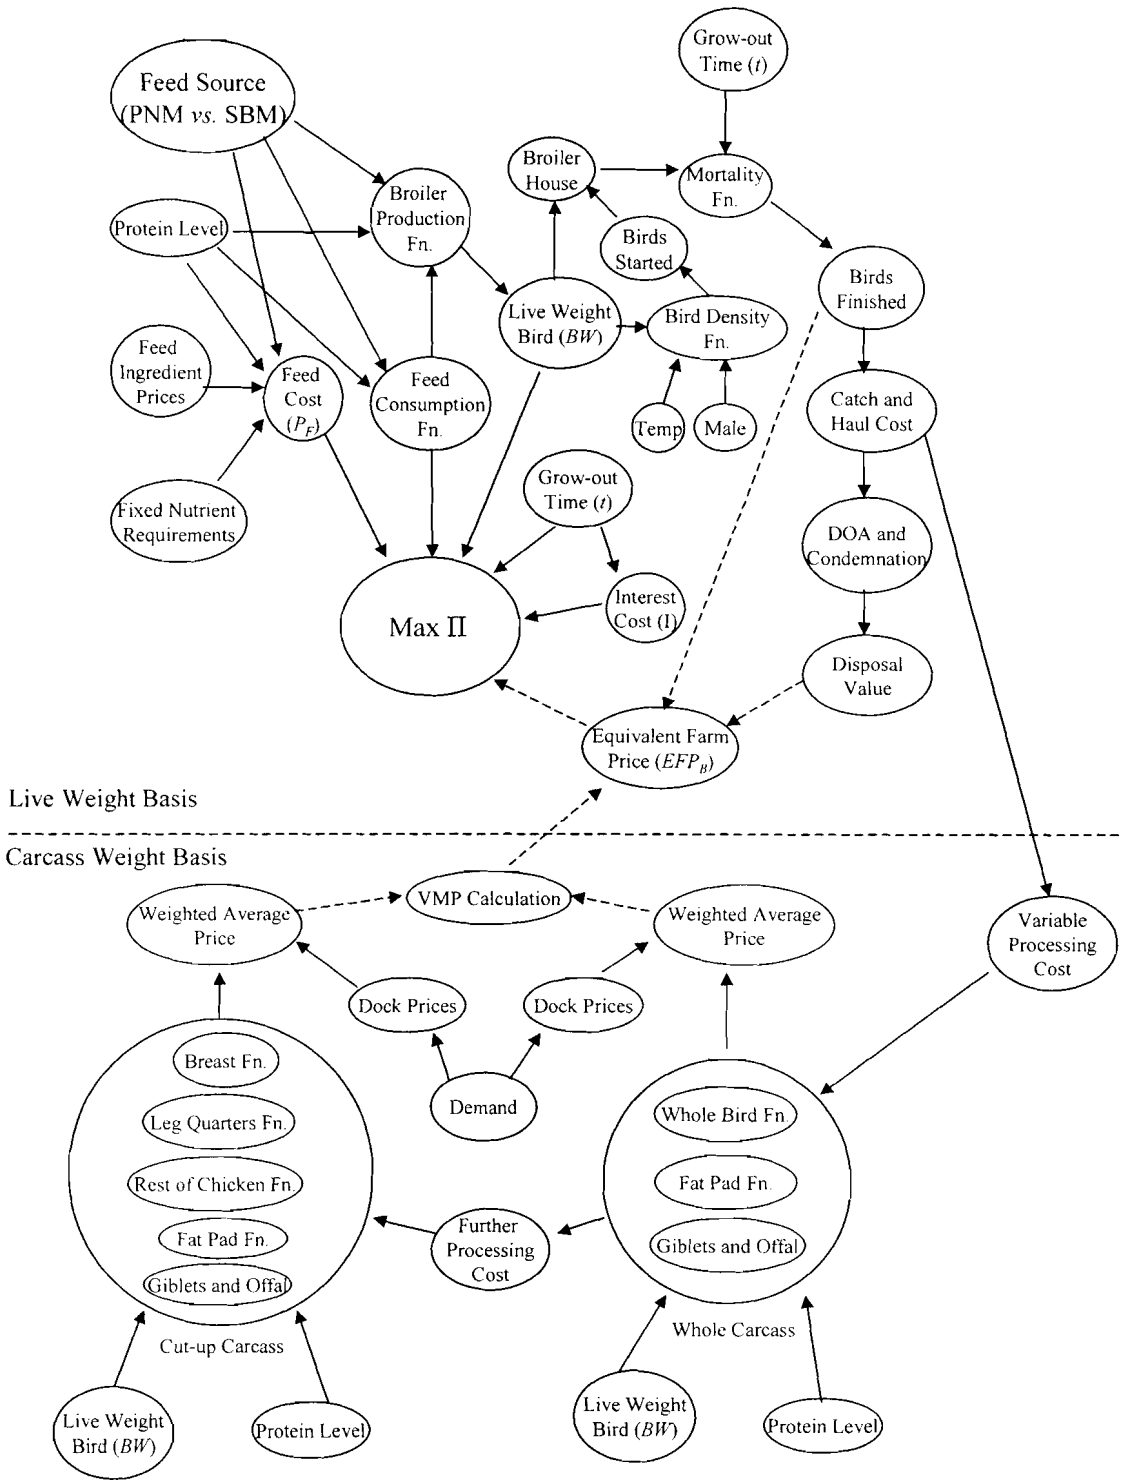 Grow-out
Time (t)
Feed Source
(PNM vs. SBM)
Broiler
House
Mortality
Fn.
Broiler
Production
Fn.
Protein Level
Birds
Started
Birds
Finished
Live Weight
Bird (BW)
Bird Density
Fn.
Feed
Ingredient
Prices
Feed
Cost
(P_F)
Feed
Consumption
Fn.
Catch and
Haul Cost
Temp
Male
Grow-out
Time (t)
Fixed Nutrient
Requirements
DOA and
Condemnation
Max Π
Interest
Cost (I)
Disposal
Value
Equivalent Farm
Price (EFP_B)
Live Weight Basis
Carcass Weight Basis
VMP Calculation
Weighted Average
Price
Weighted Average
Price
Variable
Processing
Cost
Dock Prices
Dock Prices
Breast Fn.
Demand
Leg Quarters Fn.
Whole Bird Fn.
Rest of Chicken Fn.
Fat Pad Fn.
Fat Pad Fn.
Further
Processing
Cost
Giblets and Offal
Giblets and Offal
Cut-up Carcass
Whole Carcass
Live Weight
Bird (BW)
Protein Level
Live Weight
Bird (BW)
Protein Level